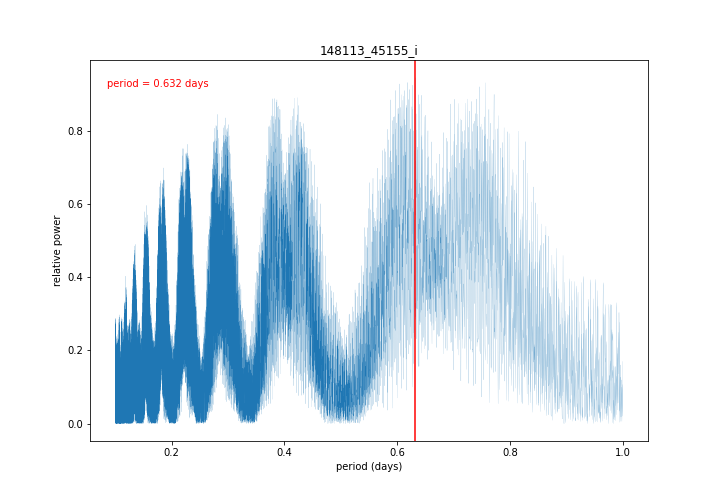 148113_45155_i
period = 0.632 days
relative power
0.8
0.6
0.4
0.2
0.0
0.2 0.4 0.6 0.8 1.0
period (days)